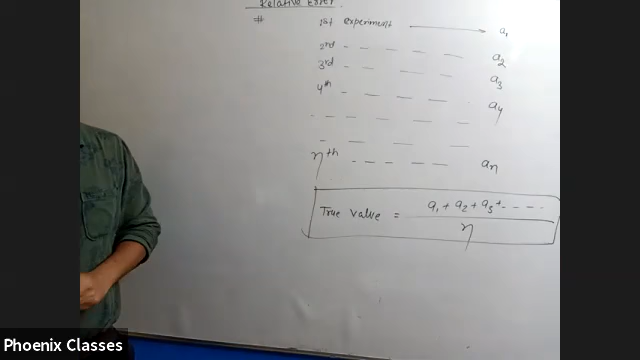 Relative Error
# 1st experiment → a₁
2nd - - - - - a₂
3rd - - - - a₃
4th - - - - - a₄
. - - - - -
- - - -
nth - - - - - aₙ
True value = a₁ + a₂ + a₃ + - - - - / n
Phoenix Classes